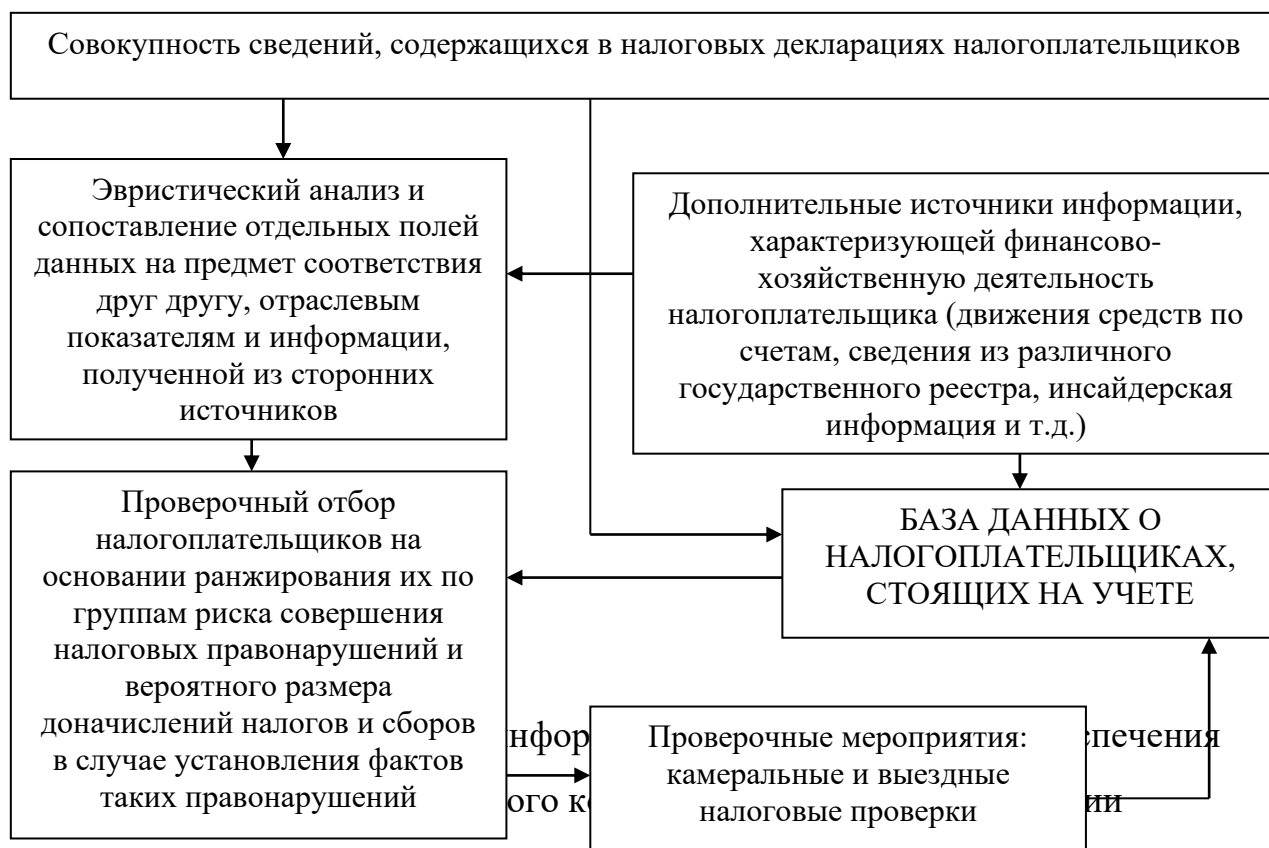 Совокупность сведений, содержащихся в налоговых декларациях налогоплательщиков
Эвристический анализ и
сопоставление отдельных полей
данных на предмет соответствия
друг другу, отраслевым
показателям и информации,
полученной из сторонних
источников
Дополнительные источники информации,
характеризующей финансово-
хозяйственную деятельность
налогоплательщика (движения средств по
счетам, сведения из различного
государственного реестра, инсайдерская
информация и т.д.)
Проверочный отбор
налогоплательщиков на
основании ранжирования их по
группам риска совершения
налоговых правонарушений и
вероятного размера
доначислений налогов и сборов
в случае установления фактов
таких правонарушений
БАЗА ДАННЫХ О
НАЛОГОПЛАТЕЛЬЩИКАХ,
СТОЯЩИХ НА УЧЕТЕ
Проверочные мероприятия:
камеральные и выездные
налоговые проверки